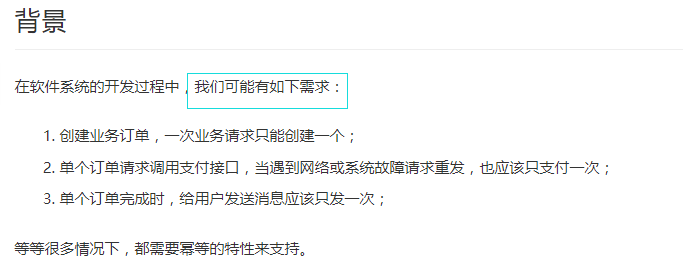 背景
在软件系统的开发过程中，我们可能有如下需求：
1. 创建业务订单，一次业务请求只能创建一个；
2. 单个订单请求调用支付接口，当遇到网络或系统故障请求重发，也应该只支付一次；
3. 单个订单完成时，给用户发送消息应该只发一次；
等等很多情况下，都需要幂等的特性来支持。